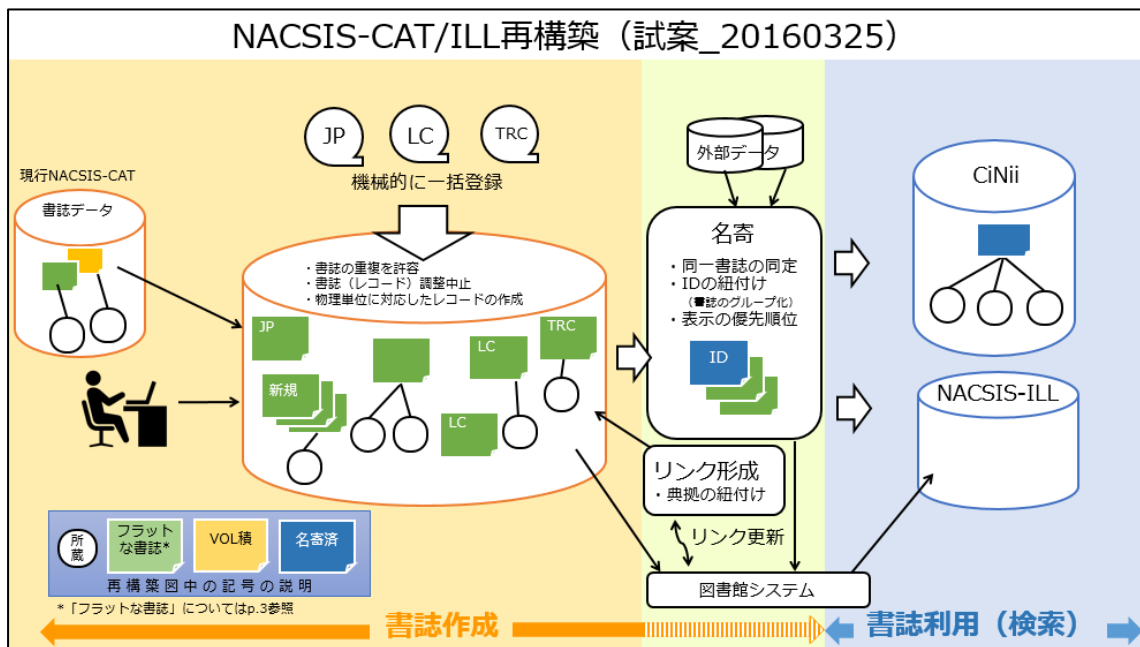 NACSIS-CAT/ILL再構築（試案_20160325）
JP
LC
TRC
機械的に一括登録
現行NACSIS-CAT
書誌データ
・書誌の重複を許容
・書誌（レコード）調整中止
・物理単位に対応したレコードの作成
JP
新規
LC
LC
TRC
外部データ
名寄
・同一書誌の同定
・IDの紐付け
（書誌のグループ化）
・表示の優先順位
ID
リンク形成
・典拠の紐付け
リンク更新
図書館システム
CiNii
NACSIS-ILL
所蔵
フラットな書誌*
VOL積
名寄済
再構築図中の記号の説明
*「フラットな書誌」についてはp.3参照
書誌作成
書誌利用（検索）